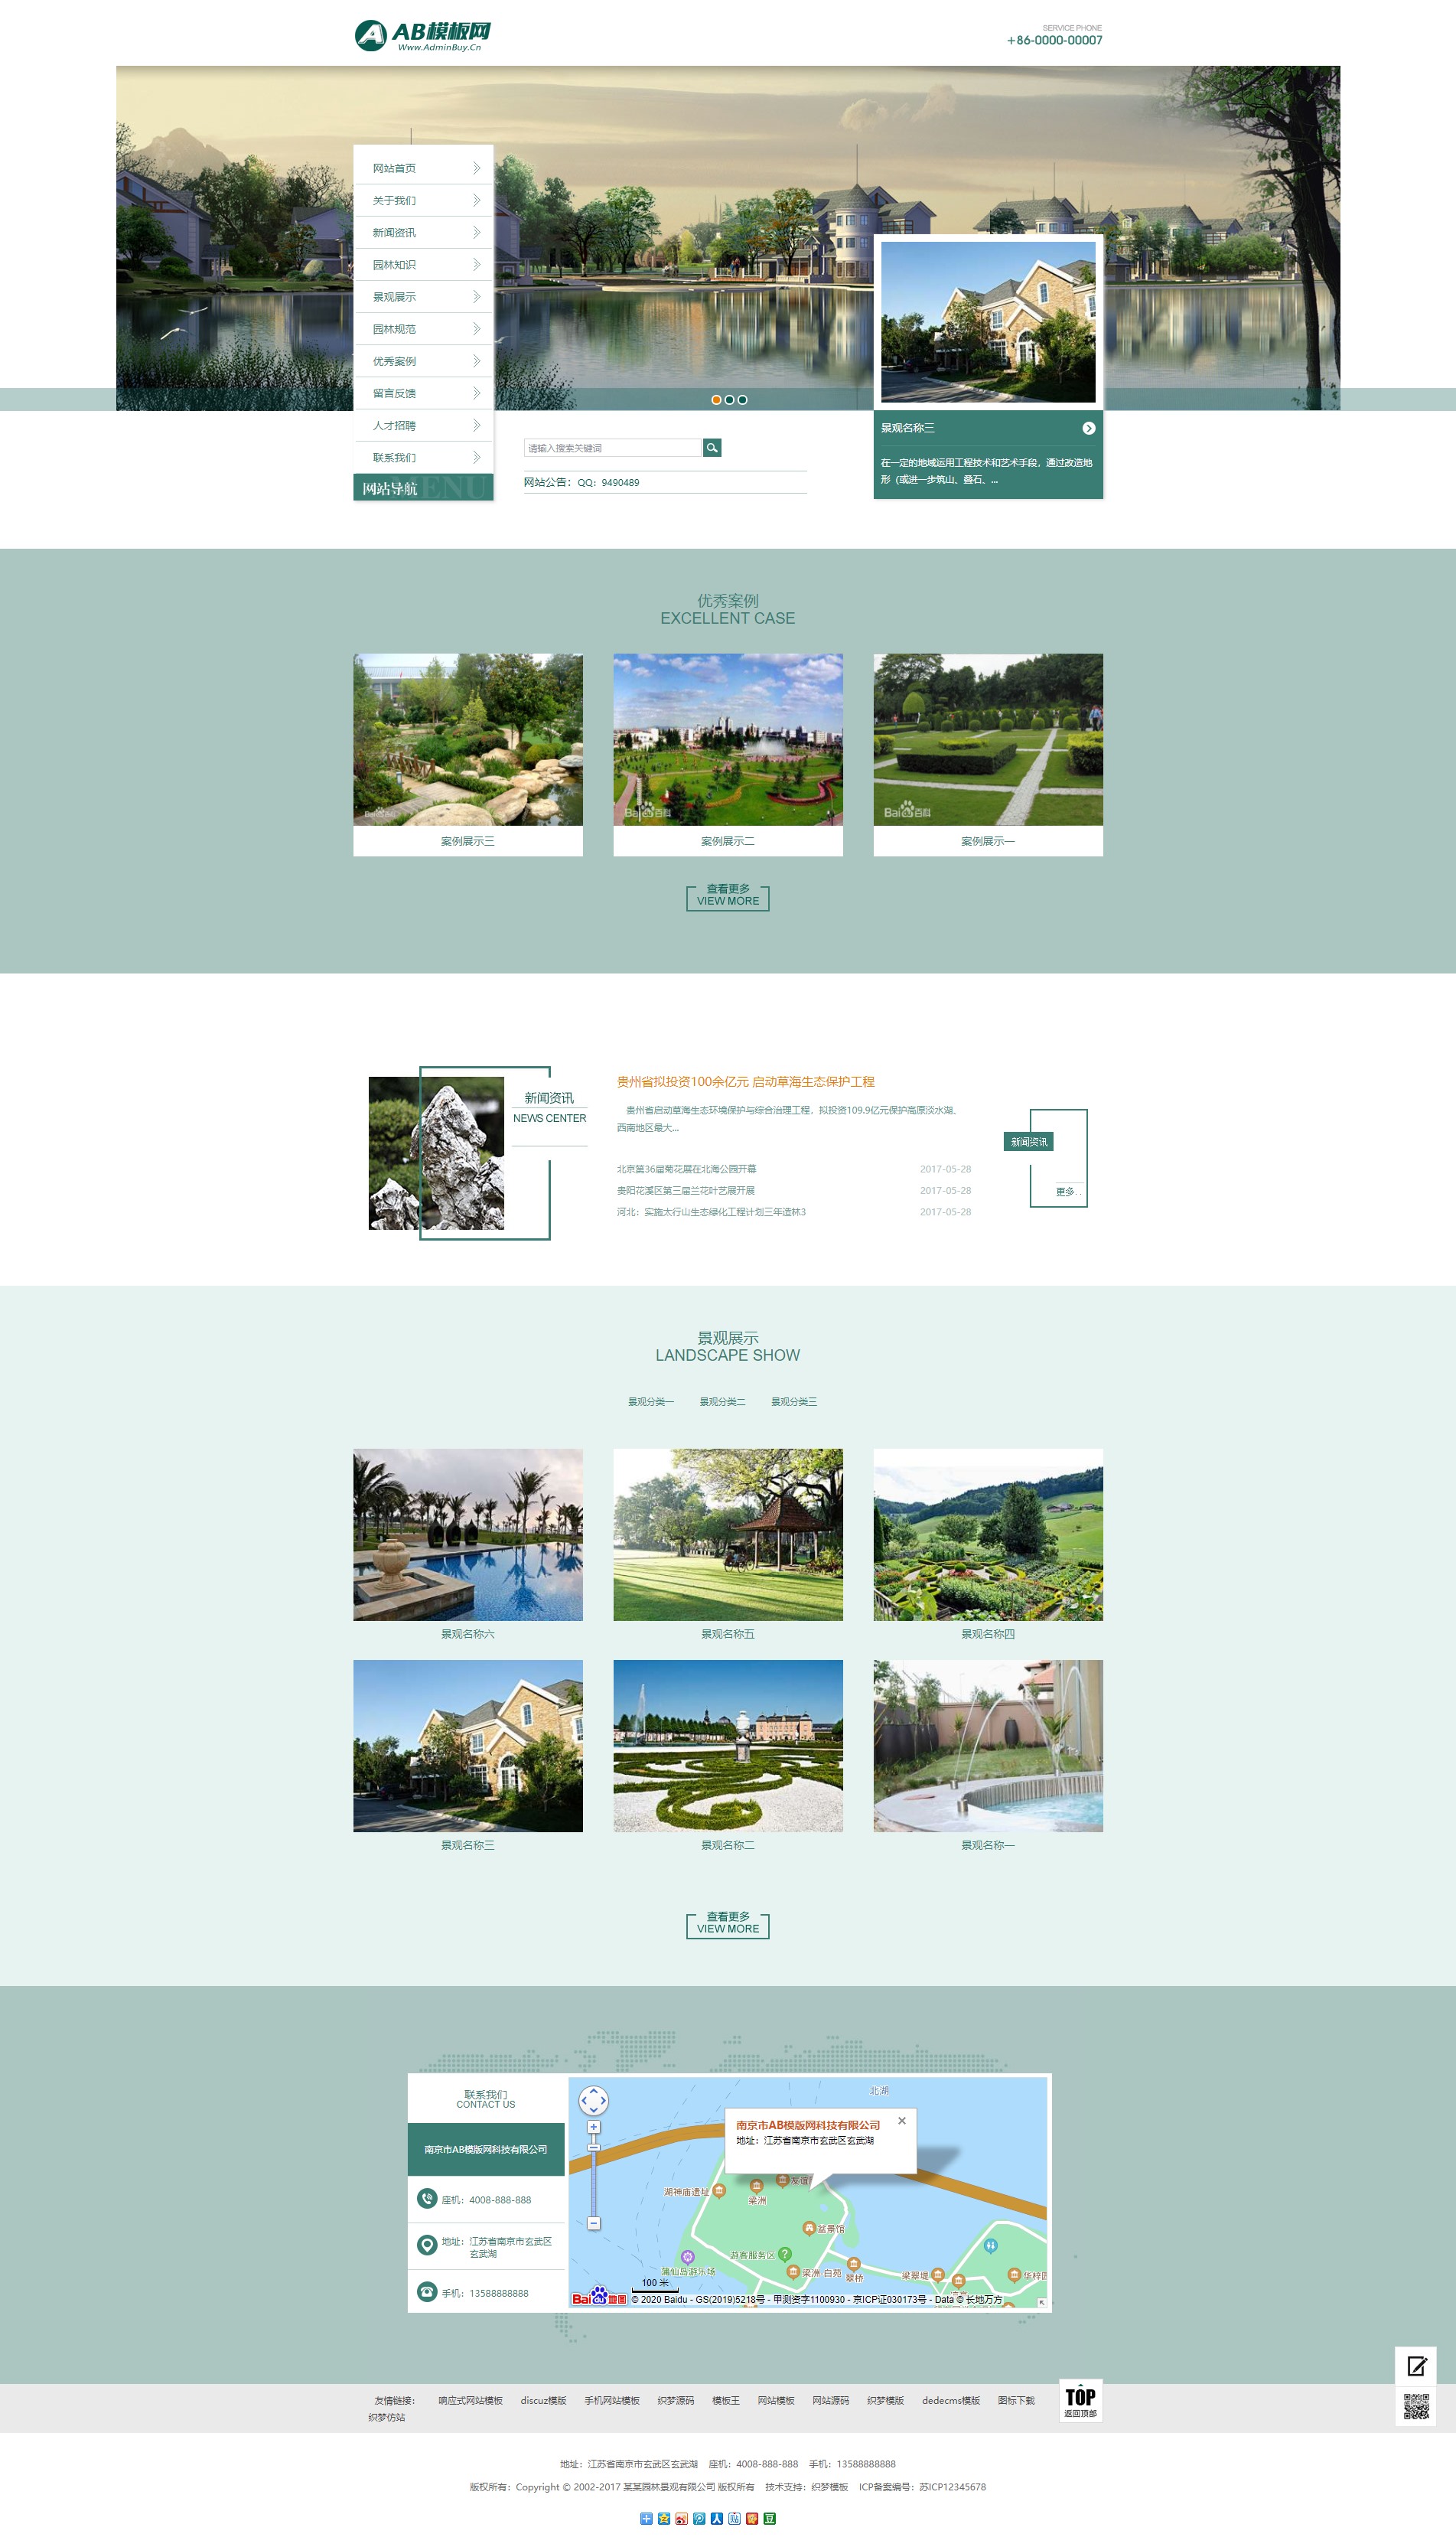 AB模板网
Www.AdminBuy.Cn
SERVICE PHONE
+86-0000-00007
网站首页
关于我们
新闻资讯
园林知识
景观展示
园林规范
优秀案例
留言反馈
人才招聘
联系我们
MENU
网站导航
请输入搜索关键词
网站公告：QQ：9490489
景观名称三
在一定的地域运用工程技术和艺术手段，通过改造地
形（或进一步筑山、叠石、...
优秀案例
EXCELLENT CASE
Bai百科
Bai百科
Bai百科
案例展示三
案例展示二
案例展示一
查看更多
VIEW MORE
新闻资讯
NEWS CENTER
贵州省拟投资100余亿元 启动草海生态保护工程
贵州省启动草海生态环境保护与综合治理工程，拟投资109.9亿元保护高原淡水湖、
西南地区最大...
北京第36届菊花展在北海公园开幕 2017-05-28
贵阳花溪区第三届兰花叶艺展开展 2017-05-28
河北：实施太行山生态绿化工程计划三年造林3 2017-05-28
新闻资讯
更多...
景观展示
LANDSCAPE SHOW
景观分类一 景观分类二 景观分类三
景观名称六
景观名称五
景观名称四
景观名称三
景观名称二
景观名称一
查看更多
VIEW MORE
联系我们
CONTACT US
南京市AB模版网科技有限公司
座机：4008-888-888
地址：江苏省南京市玄武区
玄武湖
手机：13588888888
北湖
南京市AB模版网科技有限公司
地址：江苏省南京市玄武区玄武湖
友谊
湖神庙遗址
梁洲
盆景馆
游客服务区
蒲仙岛游乐场
梁洲·白苑
翠桥
梁翠堤
华梓园
100 米
Bai地图
© 2020 Baidu - GS(2019)5218号 - 甲测资字1100930 - 京ICP证030173号 - Data © 长地万方
友情链接： 响应式网站模板 discuz模版 手机网站模板 织梦源码 模板王 网站模板 网站源码 织梦模版 dedecms模版 图标下载
织梦仿站
TOP
返回顶部
地址：江苏省南京市玄武区玄武湖 座机：4008-888-888 手机：13588888888
版权所有：Copyright © 2002-2017 某某园林景观有限公司 版权所有 技术支持：织梦模板 ICP备案编号：苏ICP12345678
人
贴
豆